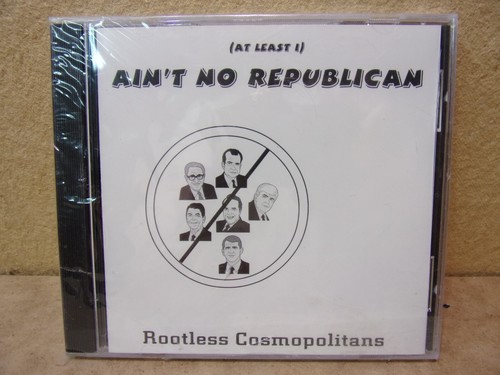 (AT LEAST I)
AIN'T NO REPUBLICAN
Rootless Cosmopolitans